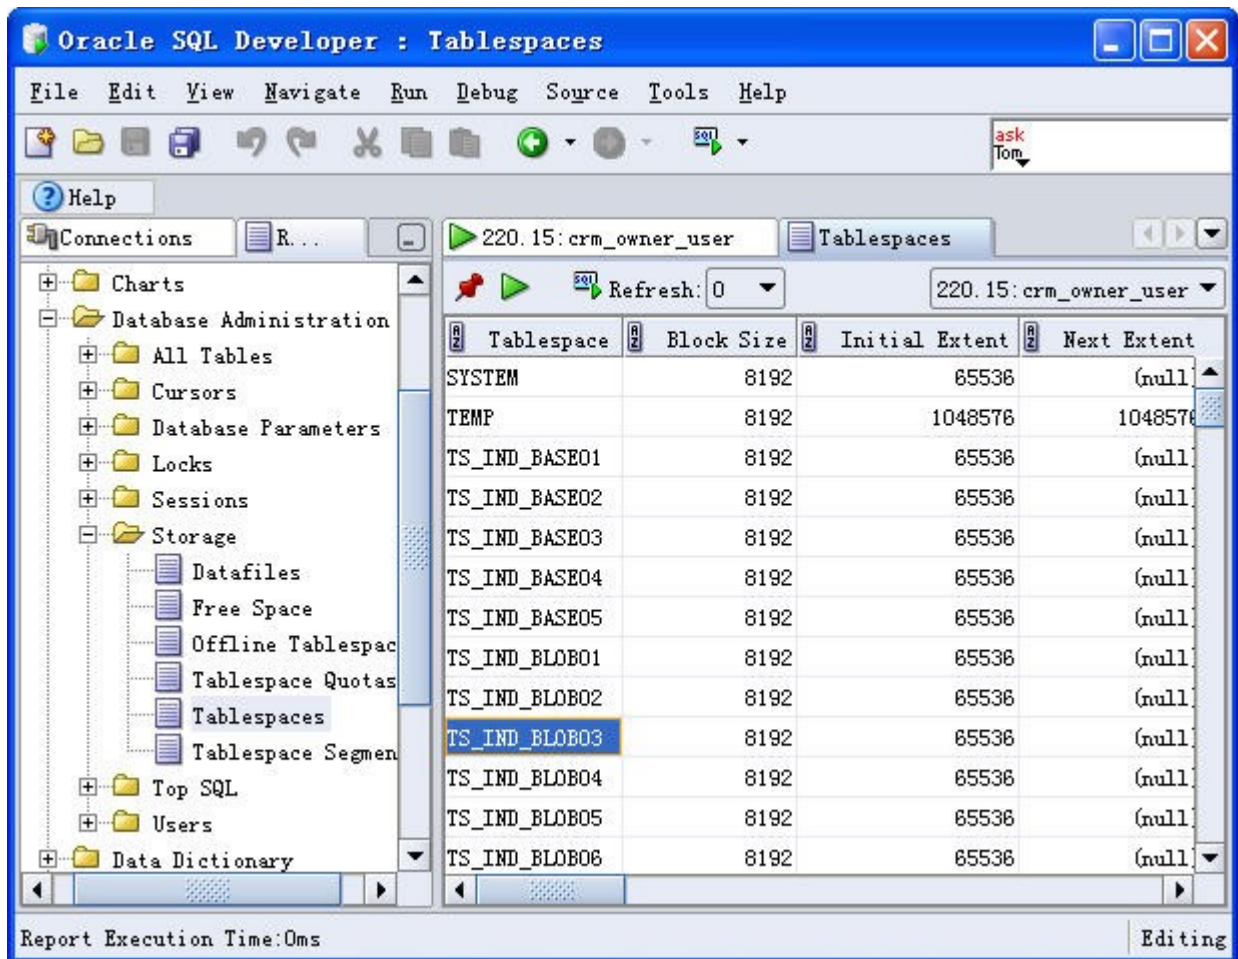 Oracle SQL Developer : Tablespaces
File Edit View Navigate Run Debug Source Tools Help
SQL
ask
Tom
? Help
Connections R...
220.15:crm_owner_user Tablespaces
Charts
Database Administration
All Tables
Cursors
Database Parameters
Locks
Sessions
Storage
Datafiles
Free Space
Offline Tablespac
Tablespace Quotas
Tablespaces
Tablespace Segmen
Top SQL
Users
Data Dictionary
SQL Refresh: 0 220.15:crm_owner_user
Tablespace Block Size Initial Extent Next Extent
SYSTEM 8192 65536 (null)
TEMP 8192 1048576 1048576
TS_IND_BASE01 8192 65536 (null)
TS_IND_BASE02 8192 65536 (null)
TS_IND_BASE03 8192 65536 (null)
TS_IND_BASE04 8192 65536 (null)
TS_IND_BASE05 8192 65536 (null)
TS_IND_BLOB01 8192 65536 (null)
TS_IND_BLOB02 8192 65536 (null)
TS_IND_BLOB03 8192 65536 (null)
TS_IND_BLOB04 8192 65536 (null)
TS_IND_BLOB05 8192 65536 (null)
TS_IND_BLOB06 8192 65536 (null)
Report Execution Time:0ms Editing